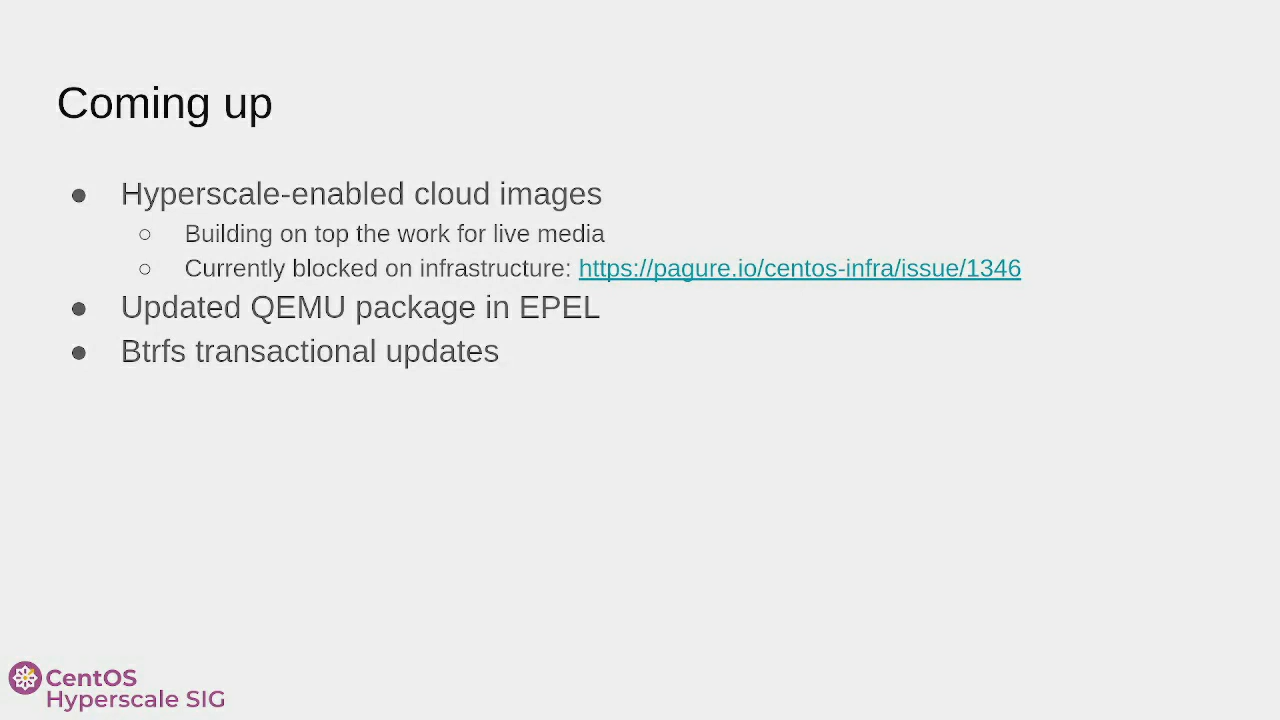 Coming up
● Hyperscale-enabled cloud images
○ Building on top the work for live media
○ Currently blocked on infrastructure: https://pagure.io/centos-infra/issue/1346
● Updated QEMU package in EPEL
● Btrfs transactional updates
CentOS
Hyperscale SIG